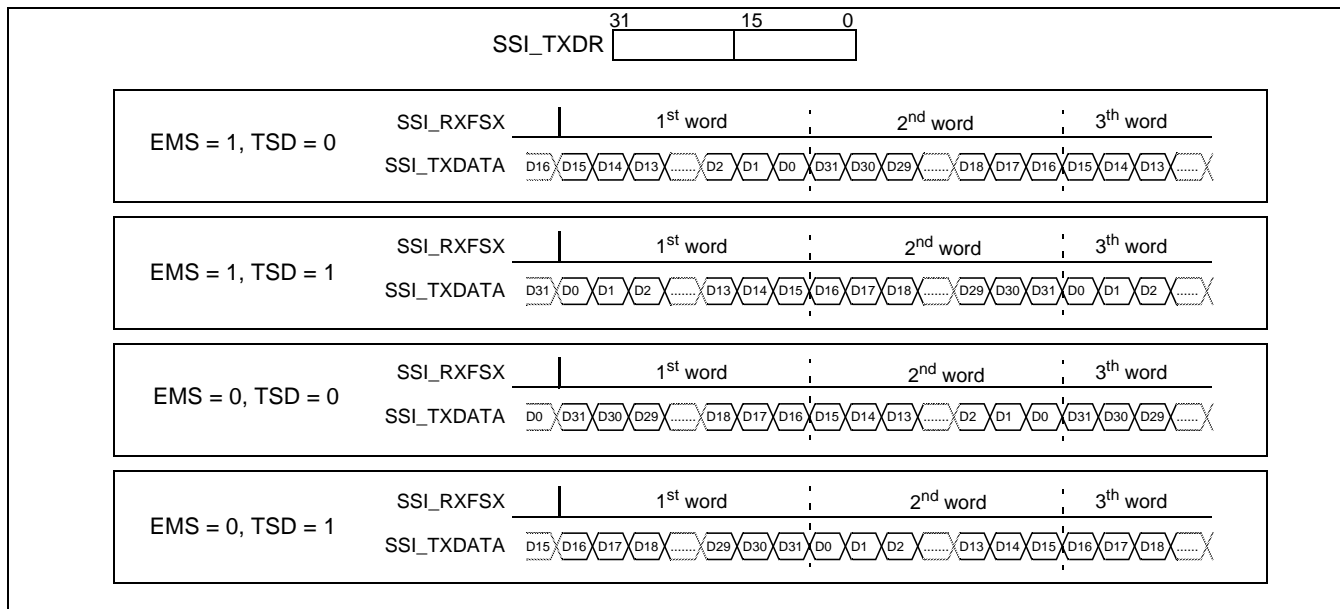 31 15 0
SSI_TXDR
EMS = 1, TSD = 0
SSI_RXFSX 1st word 2nd word 3th word
SSI_TXDATA D16 D15 D14 D13 ....... D2 D1 D0 D31 D30 D29 ....... D18 D17 D16 D15 D14 D13 ......
EMS = 1, TSD = 1
SSI_RXFSX 1st word 2nd word 3th word
SSI_TXDATA D31 D0 D1 D2 ....... D13 D14 D15 D16 D17 D18 ....... D29 D30 D31 D0 D1 D2 ......
EMS = 0, TSD = 0
SSI_RXFSX 1st word 2nd word 3th word
SSI_TXDATA D0 D31 D30 D29 ....... D18 D17 D16 D15 D14 D13 ....... D2 D1 D0 D31 D30 D29 ......
EMS = 0, TSD = 1
SSI_RXFSX 1st word 2nd word 3th word
SSI_TXDATA D15 D16 D17 D18 ....... D29 D30 D31 D0 D1 D2 ....... D13 D14 D15 D16 D17 D18 ......